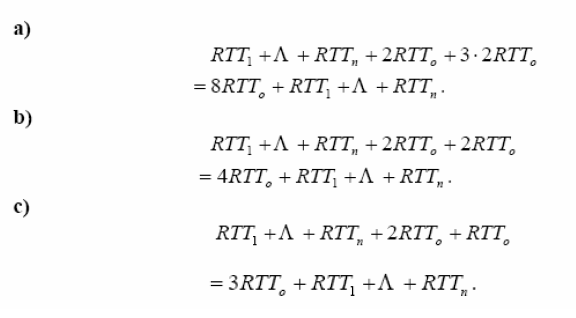 a)
RTT₁ + Λ + RTTₙ + 2RTTₒ + 3·2RTTₒ
= 8RTTₒ + RTT₁ + Λ + RTTₙ.
b)
RTT₁ + Λ + RTTₙ + 2RTTₒ + 2RTTₒ
= 4RTTₒ + RTT₁ + Λ + RTTₙ.
c)
RTT₁ + Λ + RTTₙ + 2RTTₒ + RTTₒ
= 3RTTₒ + RTT₁ + Λ + RTTₙ.